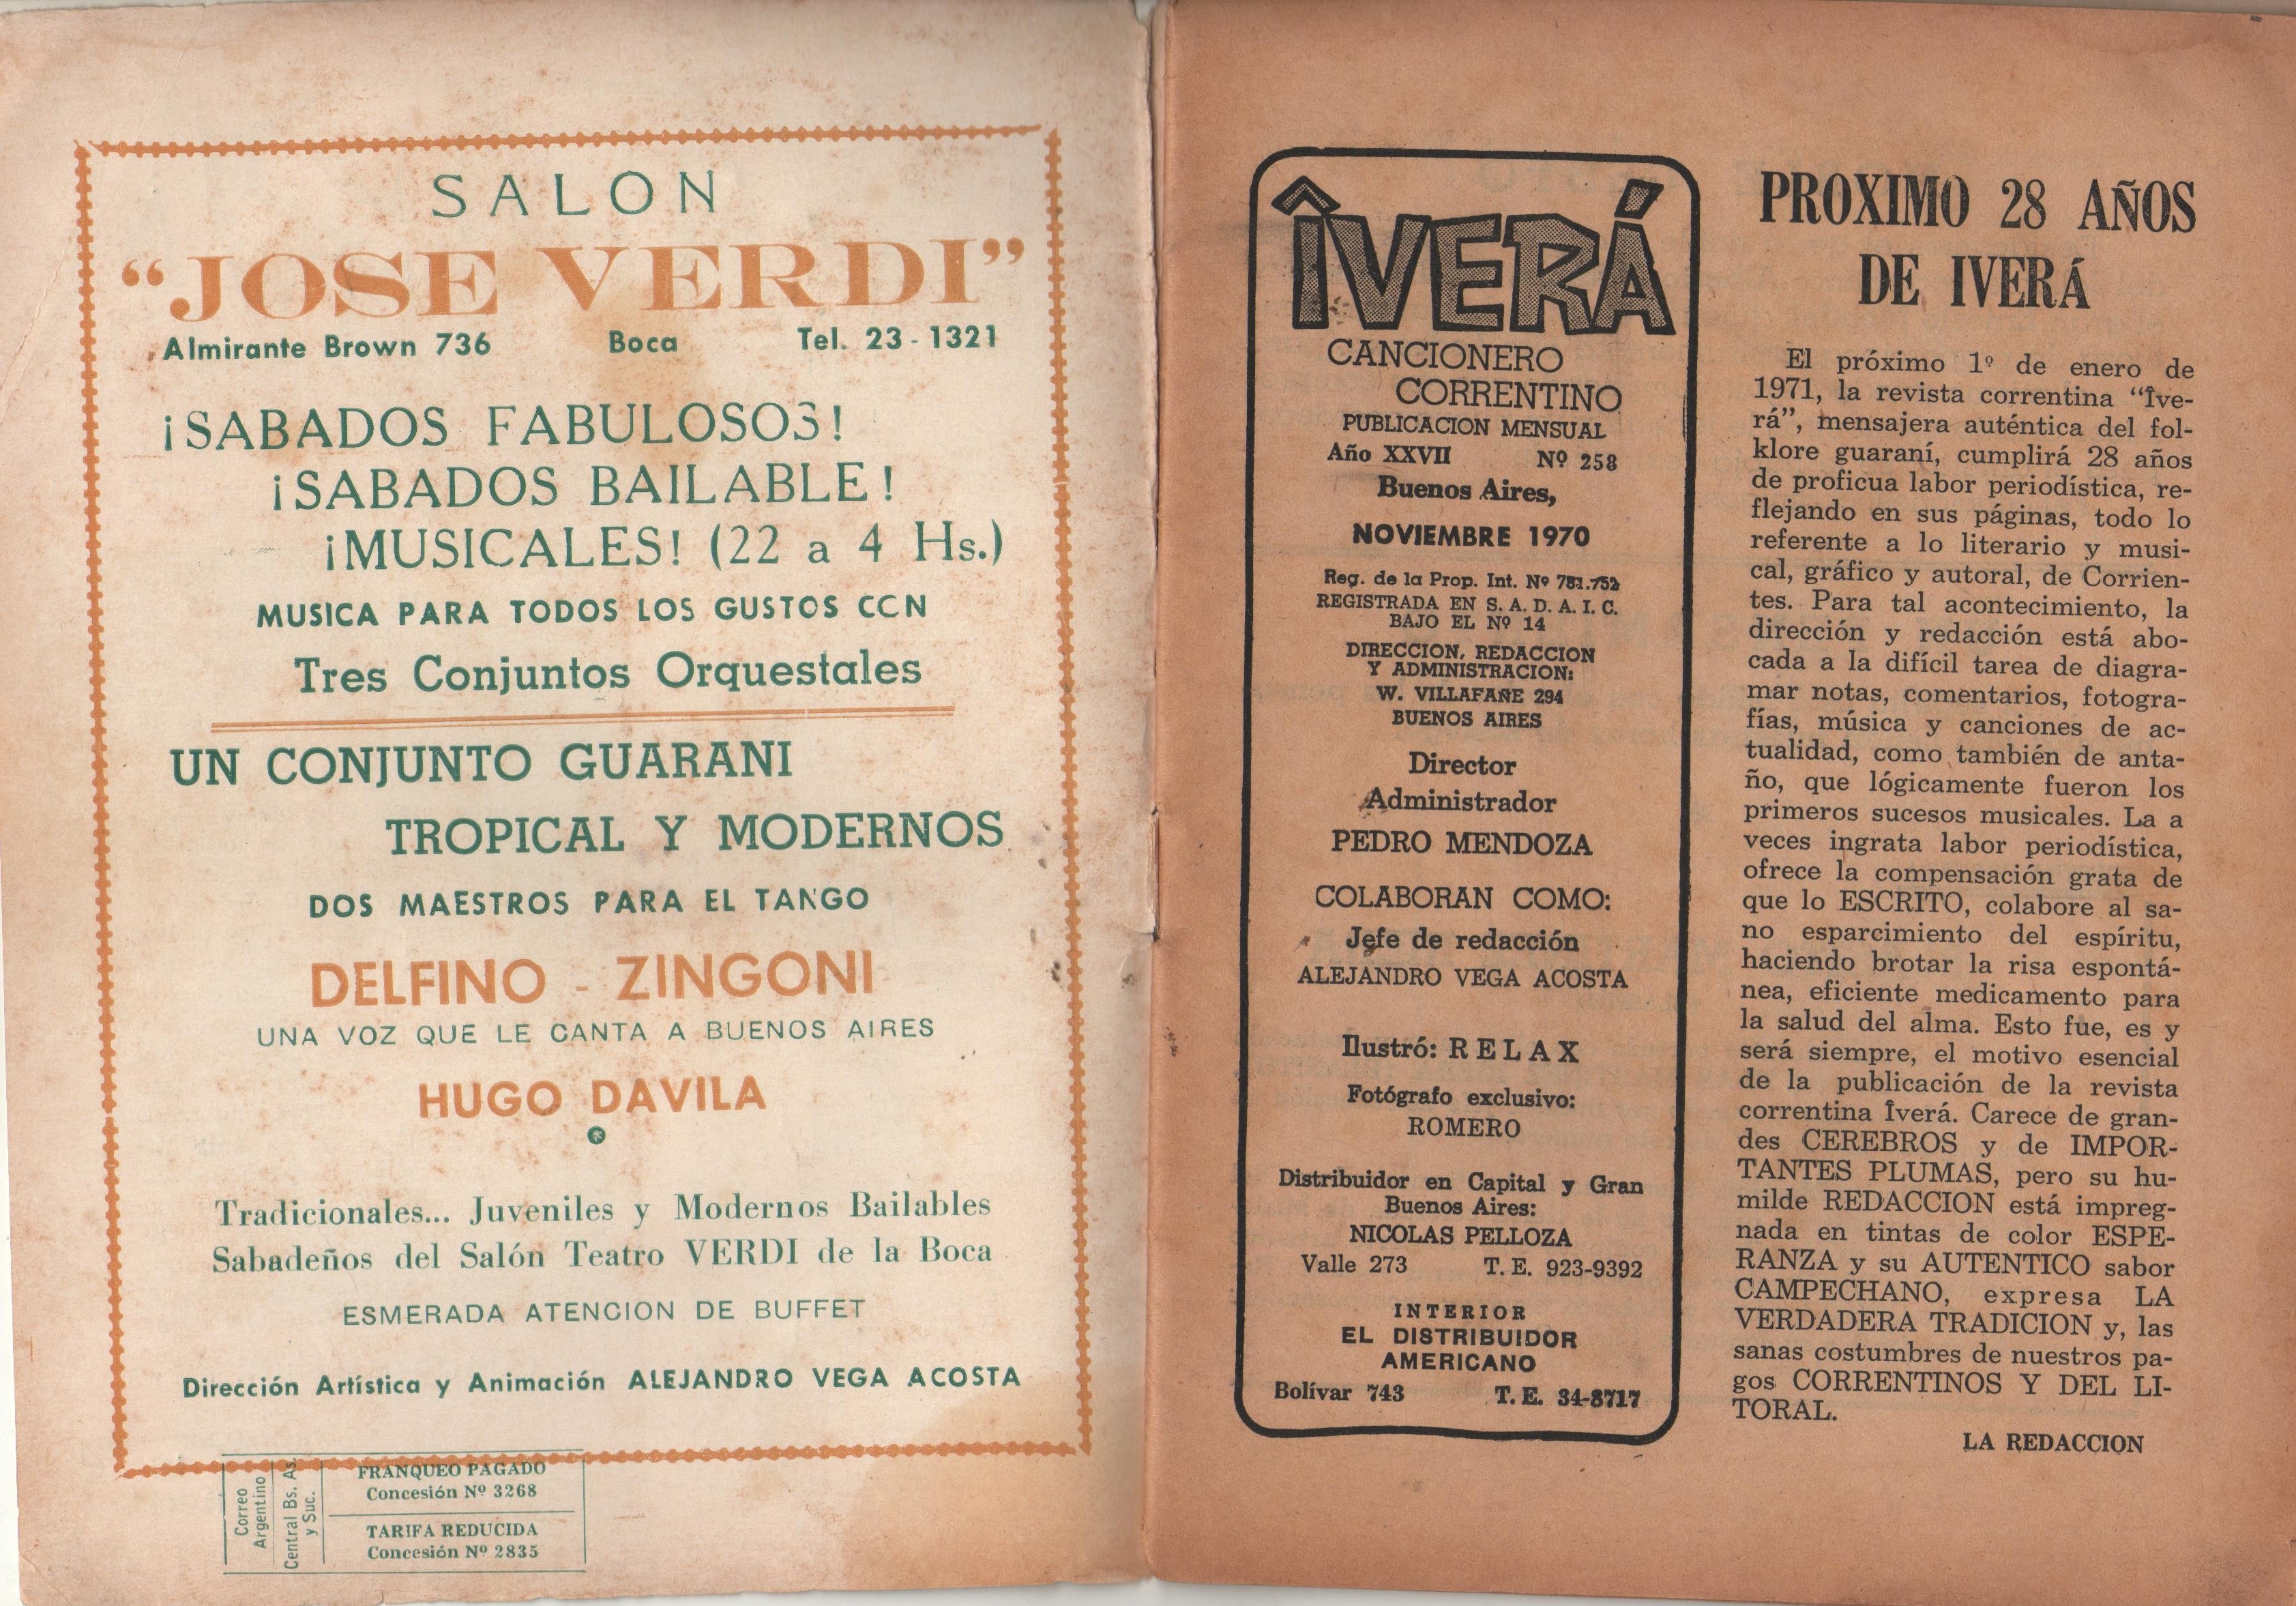 SALON
“JOSE VERDI”
Almirante Brown 736 Boca Tel. 23-1321
¡SABADOS FABULOSOS!
¡SABADOS BAILABLE!
¡MUSICALES! (22 a 4 Hs.)
MUSICA PARA TODOS LOS GUSTOS CON
Tres Conjuntos Orquestales
UN CONJUNTO GUARANI
TROPICAL Y MODERNOS
DOS MAESTROS PARA EL TANGO
DELFINO - ZINGONI
UNA VOZ QUE LE CANTA A BUENOS AIRES
HUGO DAVILA
Tradicionales... Juveniles y Modernos Bailables
Sabadeños del Salón Teatro VERDI de la Boca
ESMERADA ATENCION DE BUFFET
Dirección Artística y Animación ALEJANDRO VEGA ACOSTA
Correo
Argentino
Central Bs. As.
y Suc.
FRANQUEO PAGADO
Concesión Nº 3268
TARIFA REDUCIDA
Concesión Nº 2835
ÎVERÁ
CANCIONERO
CORRENTINO
PUBLICACION MENSUAL
Año XXVII Nº 258
Buenos Aires,
NOVIEMBRE 1970
Reg. de la Prop. Int. Nº 781.752
REGISTRADA EN S. A. D. A. I. C.
BAJO EL Nº 14
DIRECCION, REDACCION
Y ADMINISTRACION:
W. VILLAFAÑE 294
BUENOS AIRES
Director
Administrador
PEDRO MENDOZA
COLABORAN COMO:
Jefe de redacción
ALEJANDRO VEGA ACOSTA
Ilustró: RELAX
Fotógrafo exclusivo:
ROMERO
Distribuidor en Capital y Gran
Buenos Aires:
NICOLAS PELLOZA
Valle 273 T. E. 923-9392
INTERIOR
EL DISTRIBUIDOR
AMERICANO
Bolívar 743 T. E. 34-8717
PROXIMO 28 AÑOS
DE IVERÁ
El próximo 1º de enero de
1971, la revista correntina “Îve-
rá”, mensajera auténtica del fol-
klore guaraní, cumplirá 28 años
de proficua labor periodística, re-
flejando en sus páginas, todo lo
referente a lo literario y musi-
cal, gráfico y autoral, de Corrien-
tes. Para tal acontecimiento, la
dirección y redacción está abo-
cada a la difícil tarea de diagra-
mar notas, comentarios, fotogra-
fías, música y canciones de ac-
tualidad, como también de anta-
ño, que lógicamente fueron los
primeros sucesos musicales. La a
veces ingrata labor periodística,
ofrece la compensación grata de
que lo ESCRITO, colabore al sa-
no esparcimiento del espíritu,
haciendo brotar la risa espontá-
nea, eficiente medicamento para
la salud del alma. Esto fue, es y
será siempre, el motivo esencial
de la publicación de la revista
correntina Îverá. Carece de gran-
des CEREBROS y de IMPOR-
TANTES PLUMAS, pero su hu-
milde REDACCION está impreg-
nada en tintas de color ESPE-
RANZA y su AUTENTICO sabor
CAMPECHANO, expresa LA
VERDADERA TRADICION y, las
sanas costumbres de nuestros pa-
gos CORRENTINOS Y DEL LI-
TORAL.
LA REDACCION